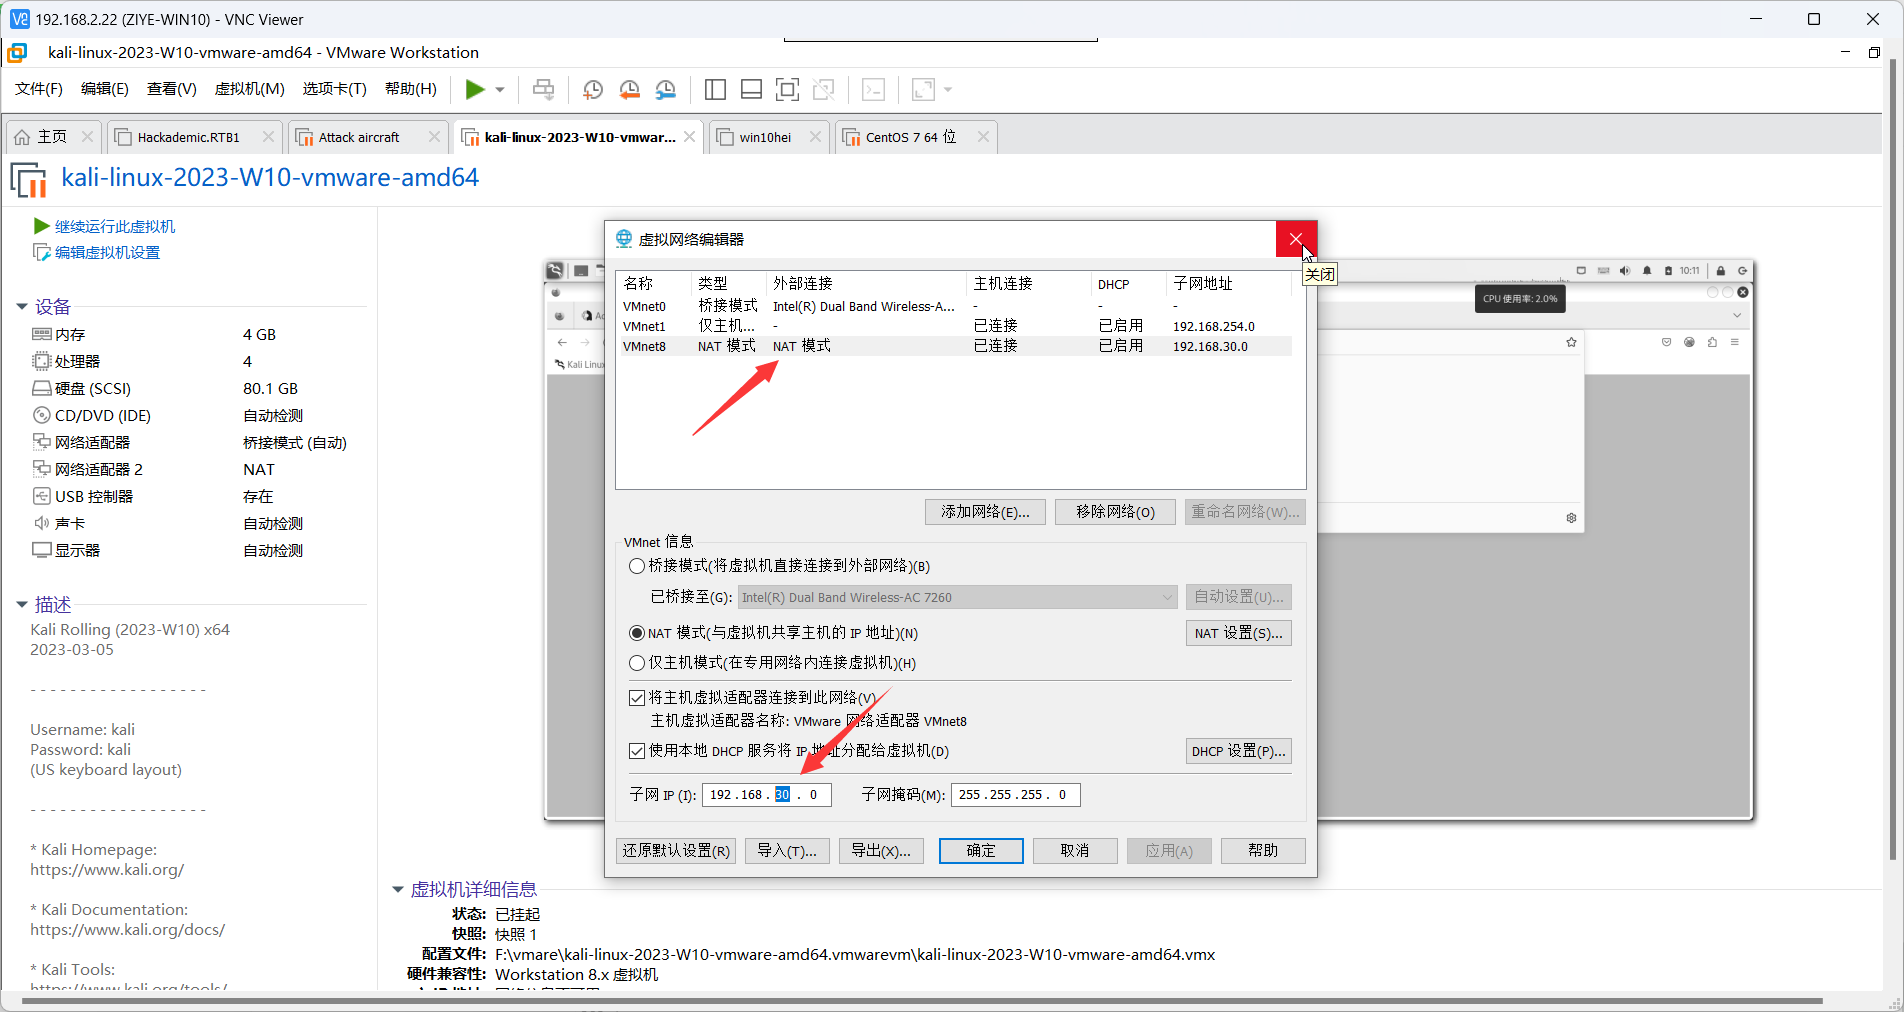 192.168.2.22 (ZIYE-WIN10) - VNC Viewer
kali-linux-2023-W10-vmware-amd64 - VMware Workstation
文件(F) 编辑(E) 查看(V) 虚拟机(M) 选项卡(T) 帮助(H)
主页 Hackademic.RTB1 Attack aircraft kali-linux-2023-W10-vmwar... win10hei CentOS 7 64 位
kali-linux-2023-W10-vmware-amd64
继续运行此虚拟机
编辑虚拟机设置
设备
内存 4 GB
处理器 4
硬盘 (SCSI) 80.1 GB
CD/DVD (IDE) 自动检测
网络适配器 桥接模式 (自动)
网络适配器 2 NAT
USB 控制器 存在
声卡 自动检测
显示器 自动检测
描述
Kali Rolling (2023-W10) x64
2023-03-05
- - - - - - - - - - - - - - - - - -
Username: kali
Password: kali
(US keyboard layout)
- - - - - - - - - - - - - - - - - -
* Kali Homepage:
https://www.kali.org/
* Kali Documentation:
https://www.kali.org/docs/
* Kali Tools:
https://www.kali.org/tools/
虚拟网络编辑器
关闭
名称 类型 外部连接 主机连接 DHCP 子网地址
VMnet0 桥接模式 Intel(R) Dual Band Wireless-A... - - -
VMnet1 仅主机... - 已连接 已启用 192.168.254.0
VMnet8 NAT 模式 NAT 模式 已连接 已启用 192.168.30.0
添加网络(E)... 移除网络(O) 重命名网络(W)...
VMnet 信息
桥接模式(将虚拟机直接连接到外部网络)(B)
已桥接至(G): Intel(R) Dual Band Wireless-AC 7260 自动设置(U)...
NAT 模式(与虚拟机共享主机的 IP 地址)(N) NAT 设置(S)...
仅主机模式(在专用网络内连接虚拟机)(H)
将主机虚拟适配器连接到此网络(V)
主机虚拟适配器名称: VMware 网络适配器 VMnet8
使用本地 DHCP 服务将 IP 地址分配给虚拟机(D) DHCP 设置(P)...
子网 IP (I): 192.168.30.0 子网掩码(M): 255.255.255.0
还原默认设置(R) 导入(T)... 导出(X)... 确定 取消 应用(A) 帮助
10:11
CPU 使用率: 2.0%
Kali Linux
虚拟机详细信息
状态: 已挂起
快照: 快照 1
配置文件: F:\vmare\kali-linux-2023-W10-vmware-amd64.vmwarevm\kali-linux-2023-W10-vmware-amd64.vmx
硬件兼容性: Workstation 8.x 虚拟机